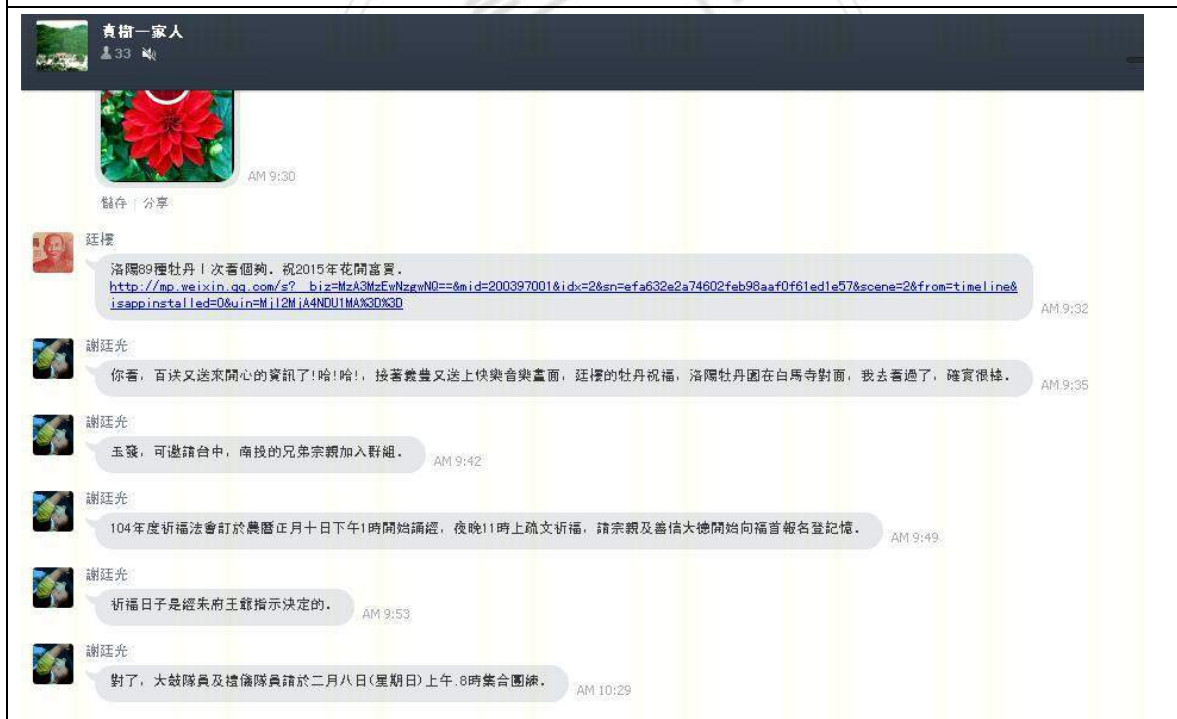 責樹一家人
33
AM 9:30
儲存 | 分享
廷樓
洛陽89種牡丹1次看個夠. 祝2015年花開富貴.
http://mp.weixin.qq.com/s?__biz=MzA3MzEwNzgwNQ==&mid=200397001&idx=2&sn=efa632e2a74602feb98aaf0f61ed1e57&scene=2&from=timeline&
isappinstalled=0&uin=Mjl2MjA4NDU1MA%3D%3D
AM 9:32
謝廷光
你看, 百送又送來開心的資訊了!哈!哈!, 接著義豊又送上快樂音樂畫面, 廷樓的牡丹祝福, 洛陽牡丹園在白馬寺對面, 我去看過了, 確實很棒.
AM 9:35
謝廷光
玉發, 可邀請台中, 南投的兄弟宗親加入群組.
AM 9:42
謝廷光
104年度祈福法會訂於農曆正月十日下午1時開始誦經, 夜晚11時上疏文祈福, 請宗親及善信大德開始向福首報名登記憶.
AM 9:49
謝廷光
祈福日子是經朱府王爺指示決定的.
AM 9:53
謝廷光
對了, 大鼓隊員及禮儀隊員請於二月八日(星期日)上午.8時集合團練.
AM 10:29